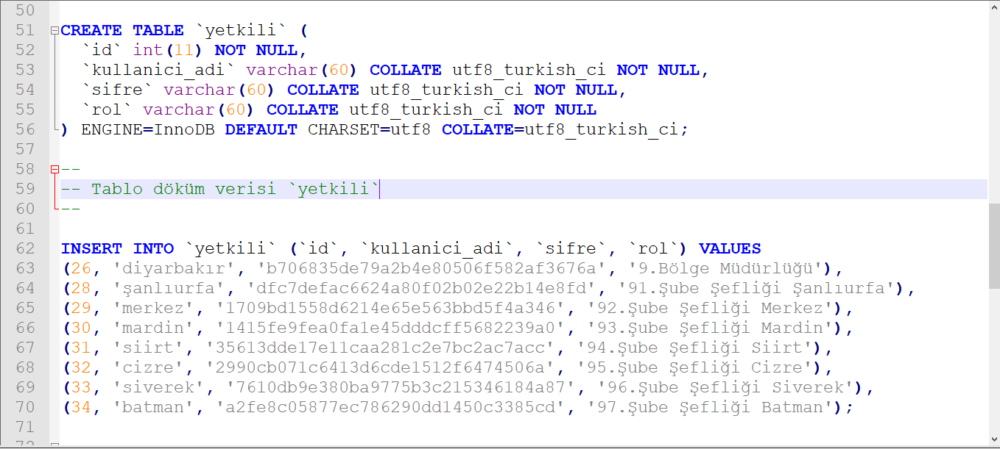 50
51 CREATE TABLE `yetkili` (
52 `id` int(11) NOT NULL,
53 `kullanici_adi` varchar(60) COLLATE utf8_turkish_ci NOT NULL,
54 `sifre` varchar(60) COLLATE utf8_turkish_ci NOT NULL,
55 `rol` varchar(60) COLLATE utf8_turkish_ci NOT NULL
56 ) ENGINE=InnoDB DEFAULT CHARSET=utf8 COLLATE=utf8_turkish_ci;
57
58 --
59 -- Tablo döküm verisi `yetkili`
60 --
61
62 INSERT INTO `yetkili` (`id`, `kullanici_adi`, `sifre`, `rol`) VALUES
63 (26, 'diyarbakır', 'b706835de79a2b4e80506f582af3676a', '9.Bölge Müdürlüğü'),
64 (28, 'şanlıurfa', 'dfc7defac6624a80f02b02e22b14e8fd', '91.Şube Şefliği Şanlıurfa'),
65 (29, 'merkez', '1709bd1558d6214e65e563bbd5f4a346', '92.Şube Şefliği Merkez'),
66 (30, 'mardin', '1415fe9fea0fa1e45dddcff5682239a0', '93.Şube Şefliği Mardin'),
67 (31, 'siirt', '35613dde17e11caa281c2e7bc2ac7acc', '94.Şube Şefliği Siirt'),
68 (32, 'cizre', '2990cb071c6413d6cde1512f6474506a', '95.Şube Şefliği Cizre'),
69 (33, 'siverek', '7610db9e380ba9775b3c215346184a87', '96.Şube Şefliği Siverek'),
70 (34, 'batman', 'a2fe8c05877ec786290dd1450c3385cd', '97.Şube Şefliği Batman');
71